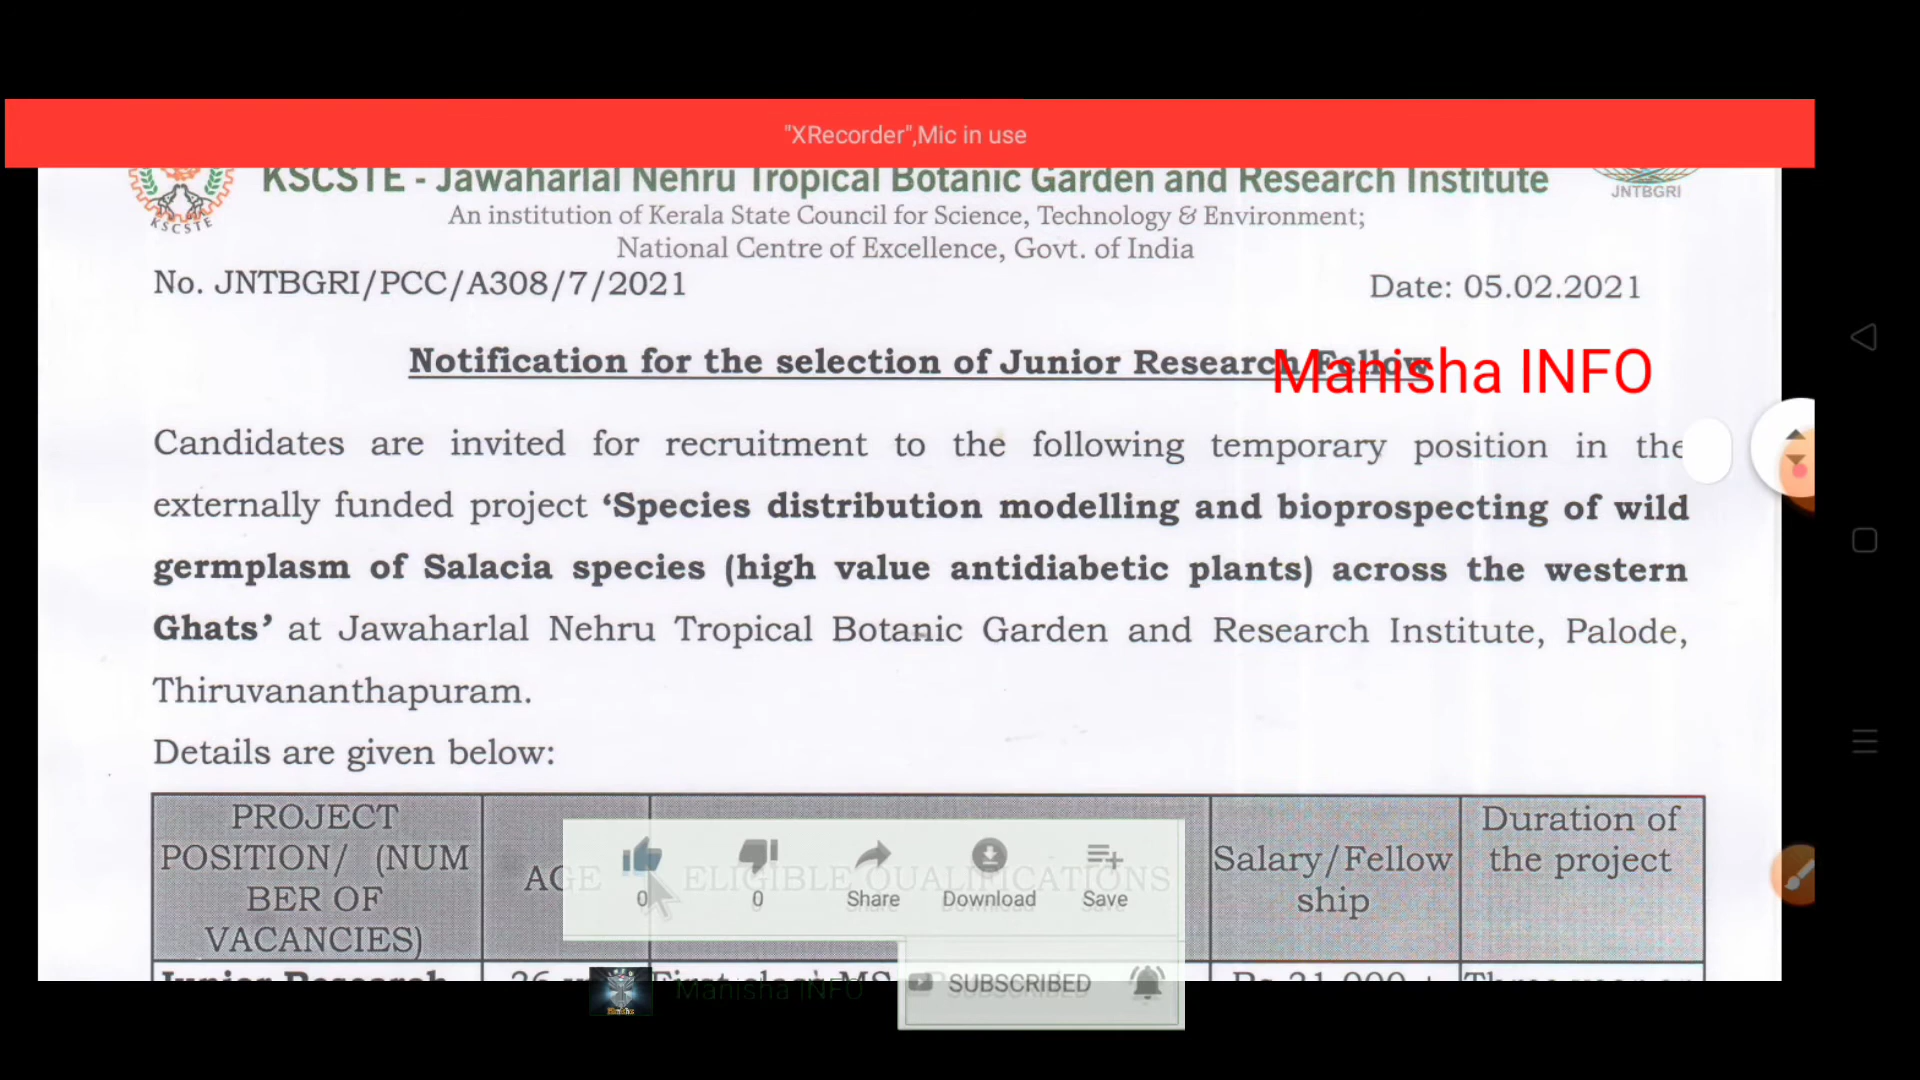 "XRecorder",Mic in use
KSCSTE - Jawaharlal Nehru Tropical Botanic Garden and Research Institute
KSCSTE
JNTBGRI
An institution of Kerala State Council for Science, Technology & Environment;
National Centre of Excellence, Govt. of India
No. JNTBGRI/PCC/A308/7/2021
Date: 05.02.2021
Notification for the selection of Junior Research Fellow
Manisha INFO
Candidates are invited for recruitment to the following temporary position in the
externally funded project ‘Species distribution modelling and bioprospecting of wild
germplasm of Salacia species (high value antidiabetic plants) across the western
Ghats’ at Jawaharlal Nehru Tropical Botanic Garden and Research Institute, Palode,
Thiruvananthapuram.
Details are given below:
PROJECT
POSITION/ (NUM
BER OF
VACANCIES)
AGE
ELIGIBLE QUALIFICATIONS
Salary/Fellow
ship
Duration of
the project
0
0
Share
Download
Save
Junior Research
Manisha INFO
SUBSCRIBED